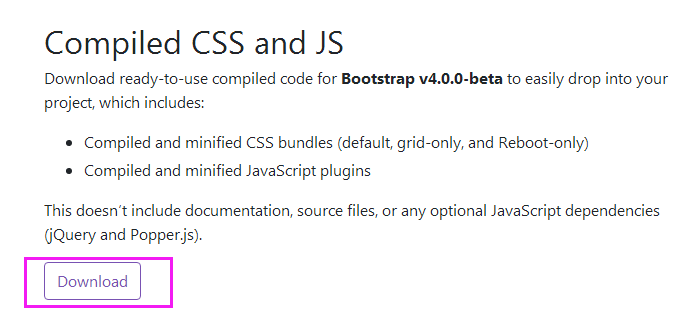 Compiled CSS and JS
Download ready-to-use compiled code for Bootstrap v4.0.0-beta to easily drop into your
project, which includes:
• Compiled and minified CSS bundles (default, grid-only, and Reboot-only)
• Compiled and minified JavaScript plugins
This doesn’t include documentation, source files, or any optional JavaScript dependencies
(jQuery and Popper.js).
Download